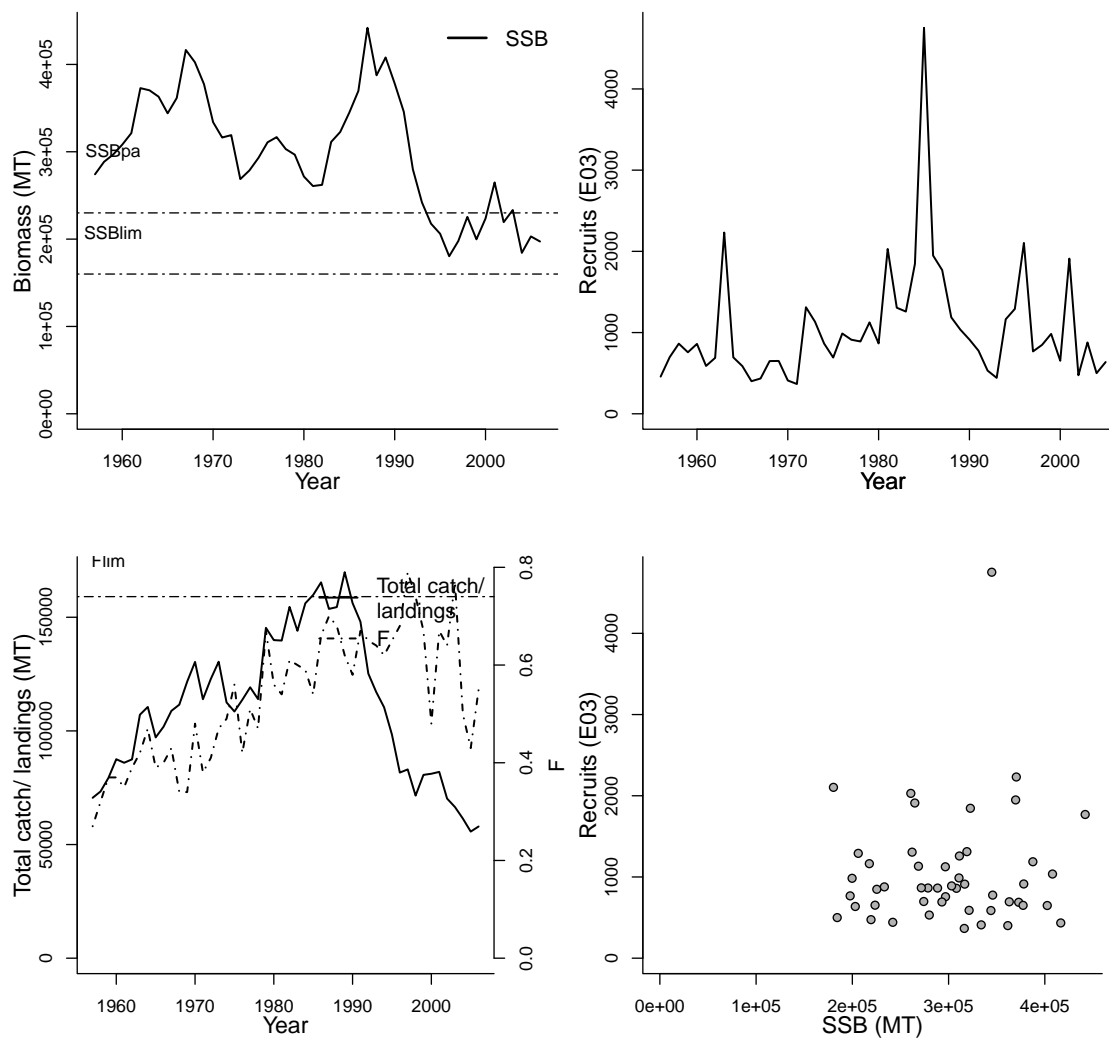 SSB
SSBpa
SSBlim
Biomass (MT)
0e+00
1e+05
2e+05
3e+05
4e+05
1960
1970
1980
1990
2000
Year
Recruits (E03)
0
1000
2000
3000
4000
1960
1970
1980
1990
2000
Year
Flim
Total catch/
landings
F
Total catch/ landings (MT)
0
50000
100000
150000
0.0
0.2
0.4
0.6
0.8
F
1960
1970
1980
1990
2000
Year
Recruits (E03)
0
1000
2000
3000
4000
0e+00
1e+05
2e+05
3e+05
4e+05
SSB (MT)